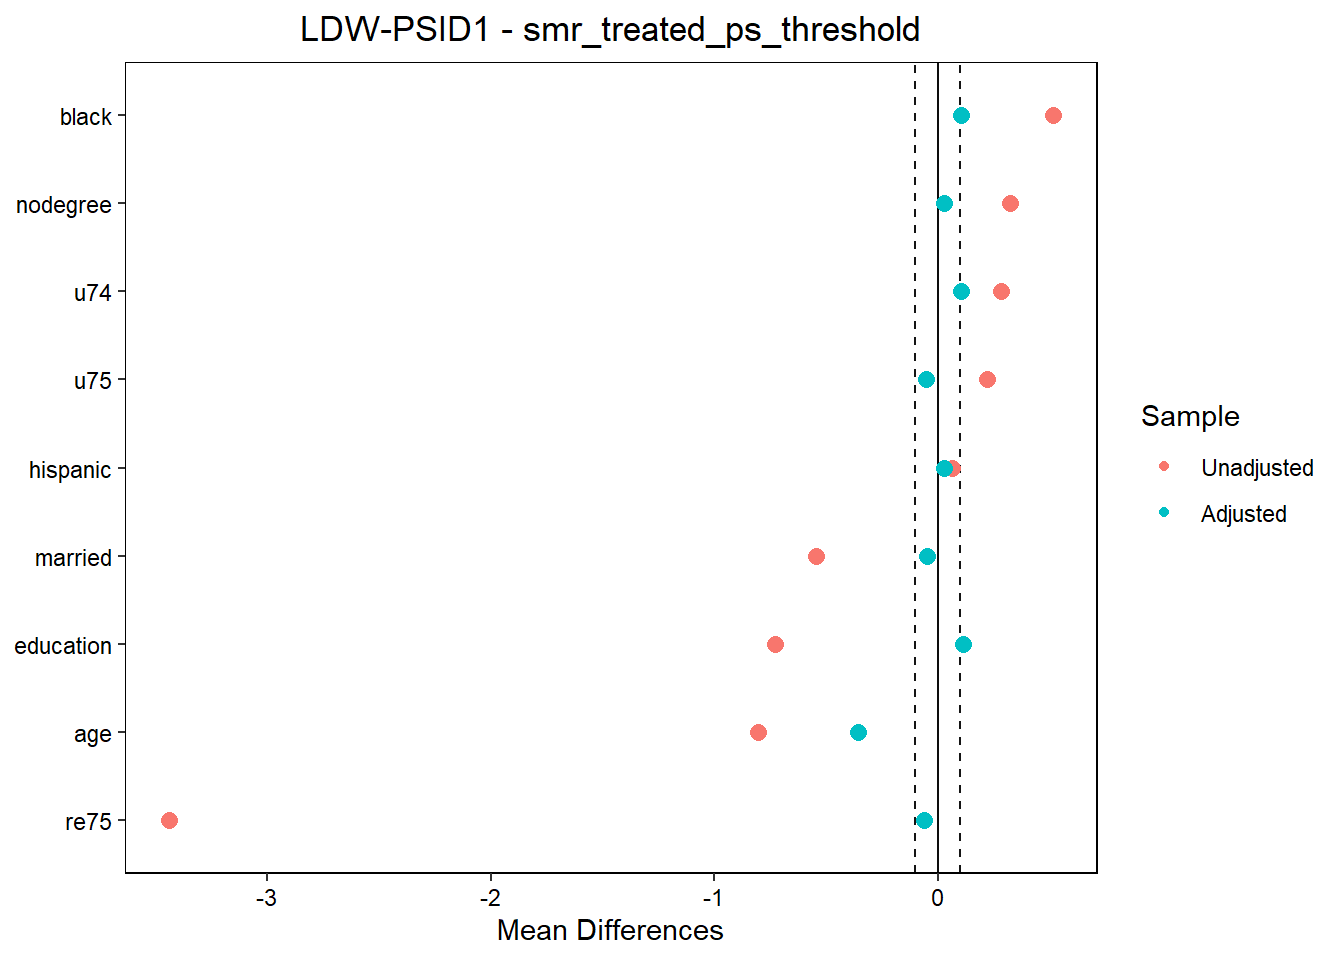 LDW-PSID1 - smr_treated_ps_threshold
black
nodegree
u74
u75
hispanic
married
education
age
re75
-3
-2
-1
0
Mean Differences
Sample
Unadjusted
Adjusted